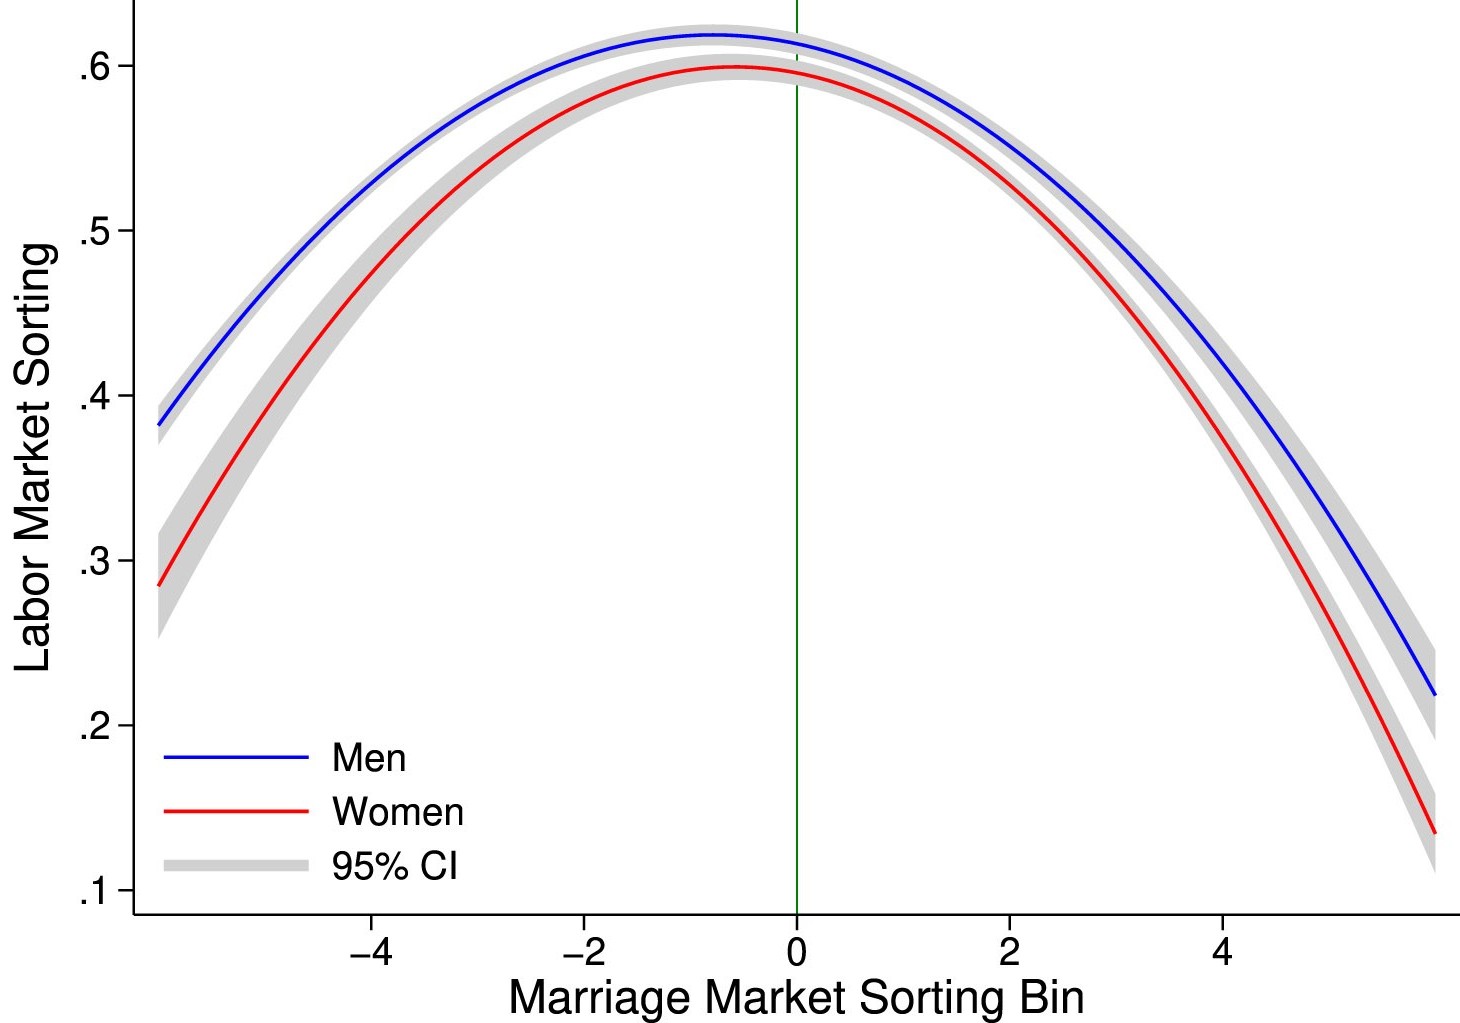 .6
.5
.4
.3
.2
.1
Labor Market Sorting
Men
Women
95% CI
−4
−2
0
2
4
Marriage Market Sorting Bin